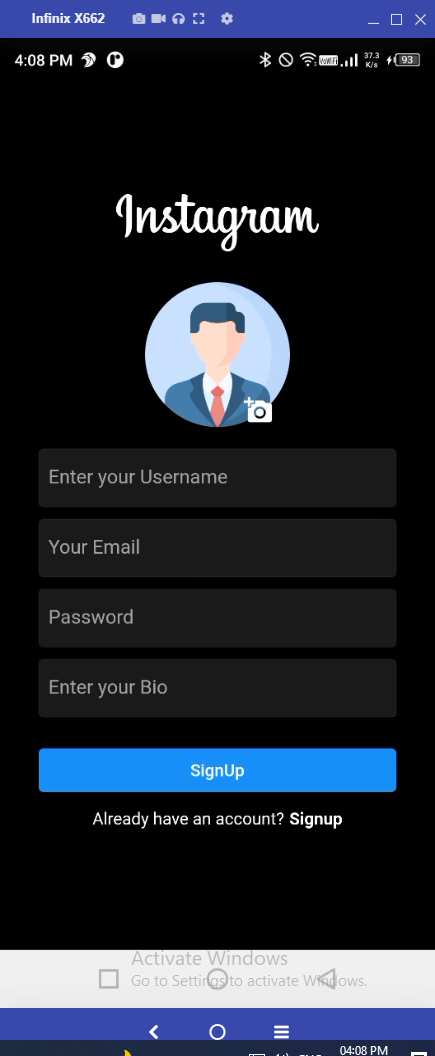 Infinix X662
4:08 PM
VoWiFi
37.3
K/s
93
Instagram
Enter your Username
Your Email
Password
Enter your Bio
SignUp
Already have an account? Signup
Activate Windows
Go to Settings to activate Windows.
04:08 PM